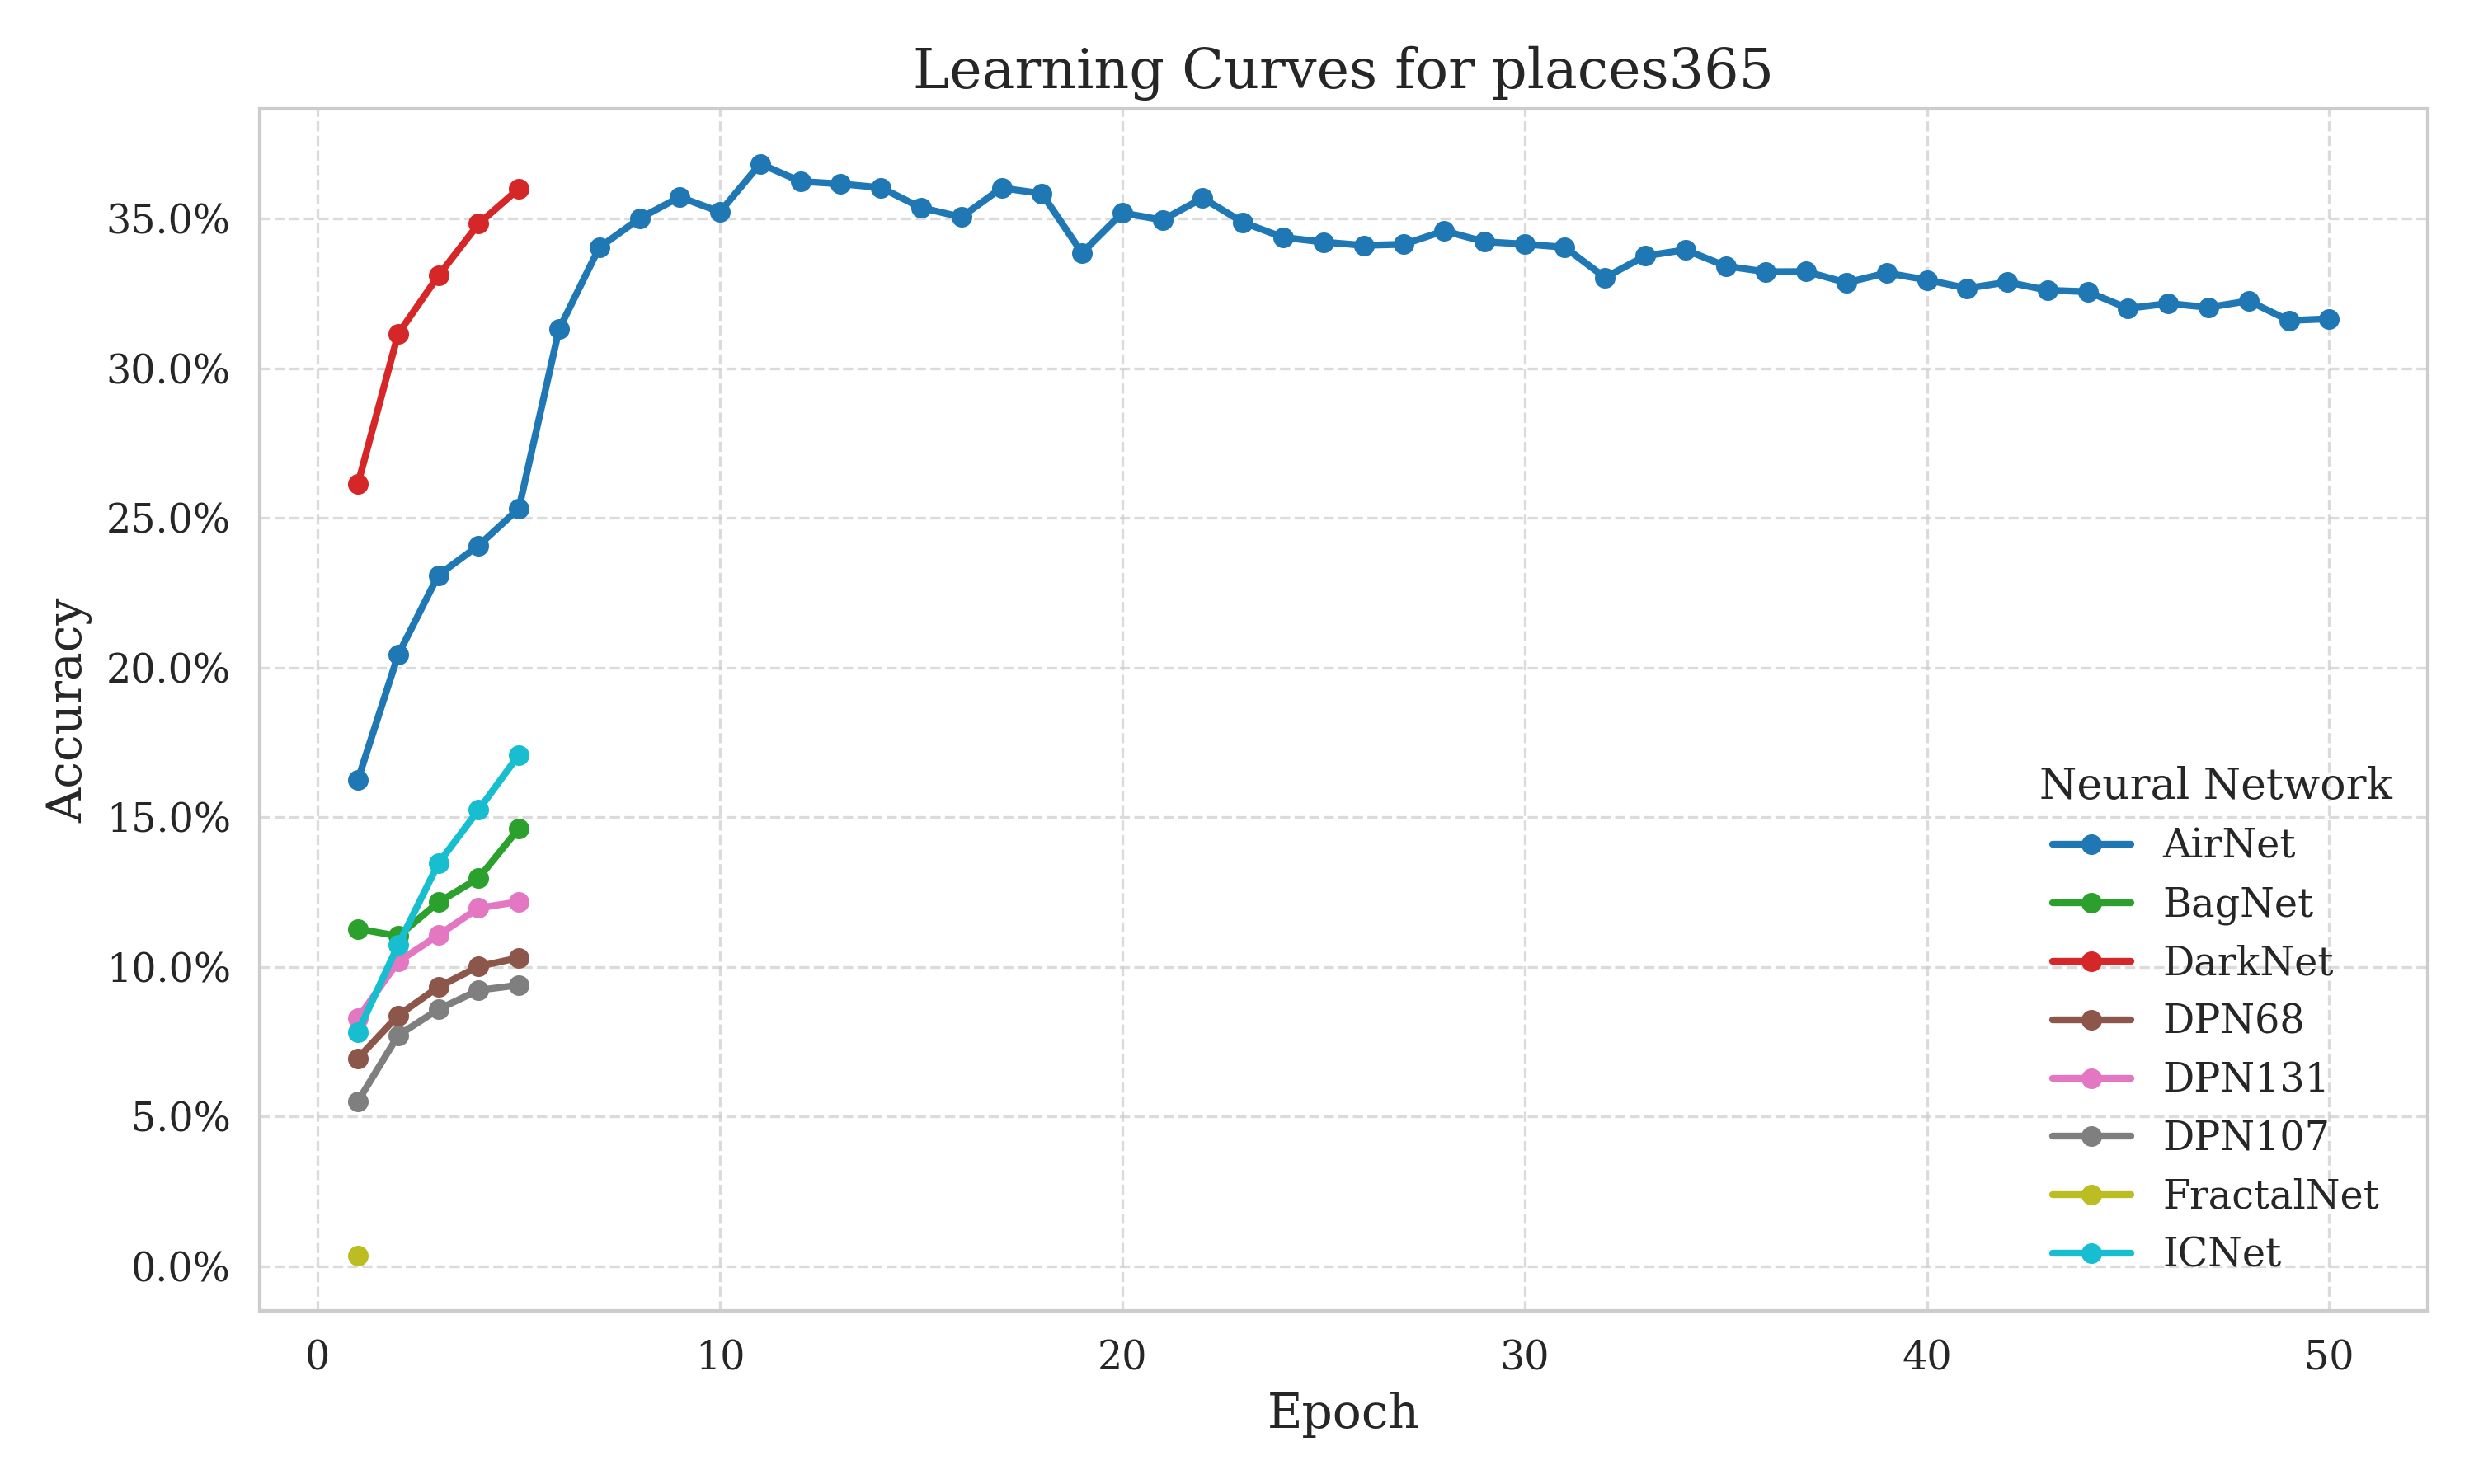 Learning Curves for places365
Accuracy
35.0%
30.0%
25.0%
20.0%
15.0%
10.0%
5.0%
0.0%
0 10 20 30 40 50
Epoch
Neural Network
AirNet
BagNet
DarkNet
DPN68
DPN131
DPN107
FractalNet
ICNet